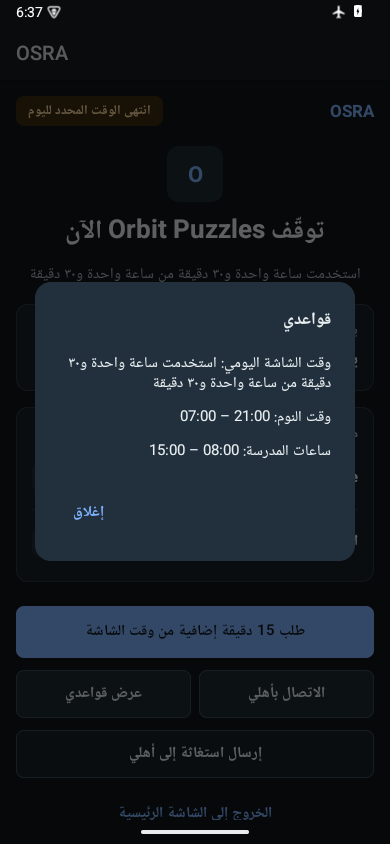 6:37
OSRA
انتهى الوقت المحدد لليوم
OSRA
O
توقّف Orbit Puzzles الآن
استخدمت ساعة واحدة و٣٠ دقيقة من ساعة واحدة و٣٠ دقيقة
قواعدي
وقت الشاشة اليومي: استخدمت ساعة واحدة و٣٠
دقيقة من ساعة واحدة و٣٠ دقيقة
وقت النوم: 21:00 – 07:00
ساعات المدرسة: 08:00 – 15:00
إغلاق
طلب 15 دقيقة إضافية من وقت الشاشة
الاتصال بأهلي
عرض قواعدي
إرسال استغاثة إلى أهلي
الخروج إلى الشاشة الرئيسية